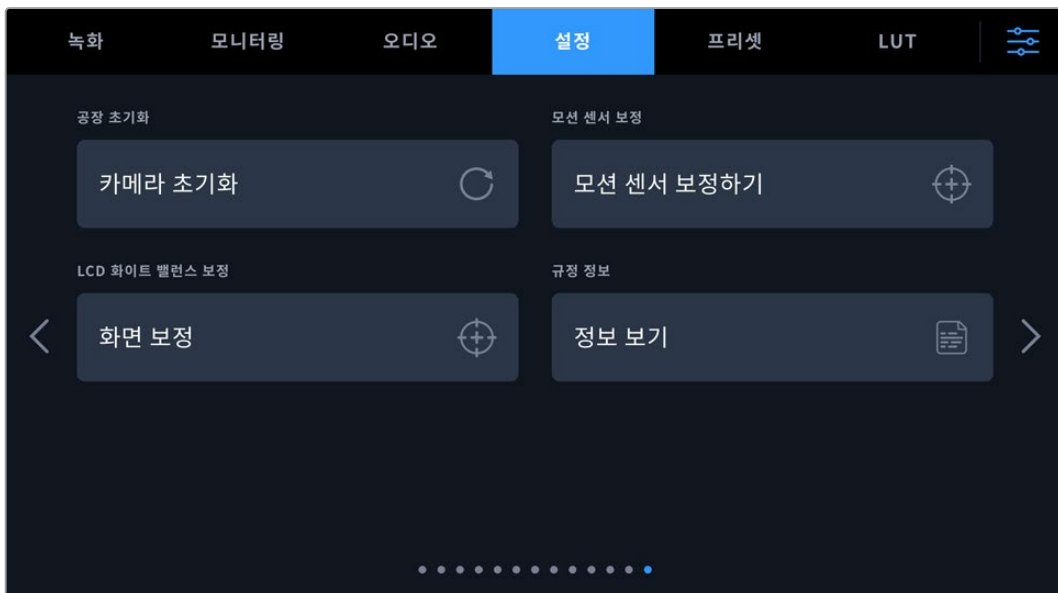 녹화 모니터링 오디오 설정 프리셋 LUT
공장 초기화 모션 센서 보정
카메라 초기화 모션 센서 보정하기
LCD 화이트 밸런스 보정 규정 정보
화면 보정 정보 보기